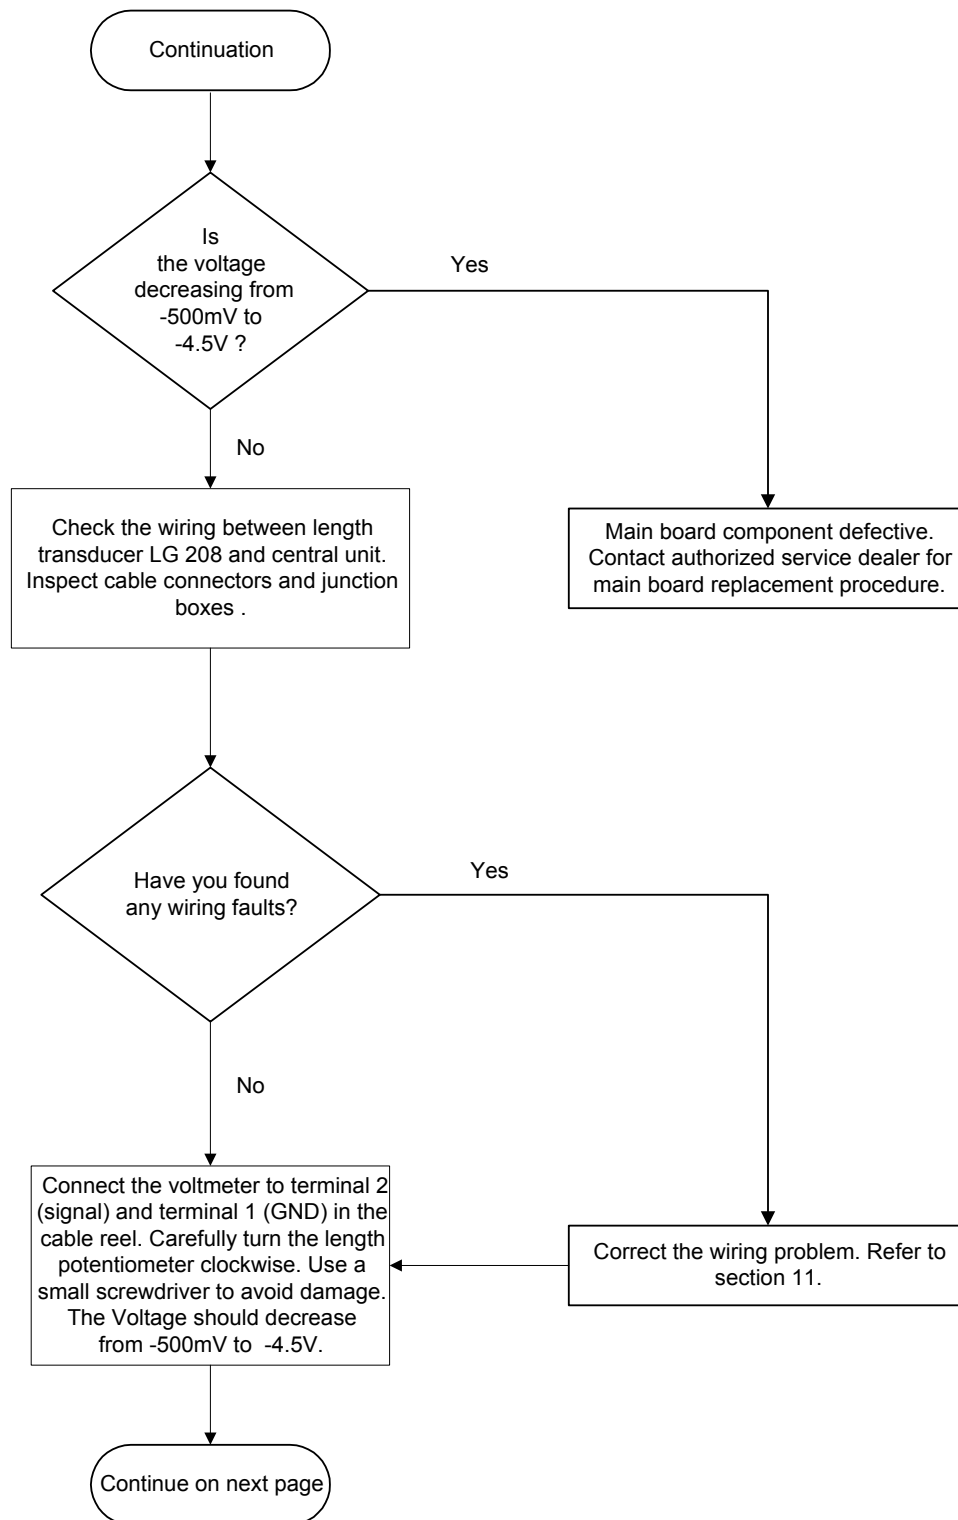 Continuation
Is
the voltage
decreasing from
-500mV to
-4.5V ?
Yes
No
Check the wiring between length
transducer LG 208 and central unit.
Inspect cable connectors and junction
boxes .
Main board component defective.
Contact authorized service dealer for
main board replacement procedure.
Have you found
any wiring faults?
Yes
No
Connect the voltmeter to terminal 2
(signal) and terminal 1 (GND) in the
cable reel. Carefully turn the length
potentiometer clockwise. Use a
small screwdriver to avoid damage.
The Voltage should decrease
from -500mV to -4.5V.
Correct the wiring problem. Refer to
section 11.
Continue on next page